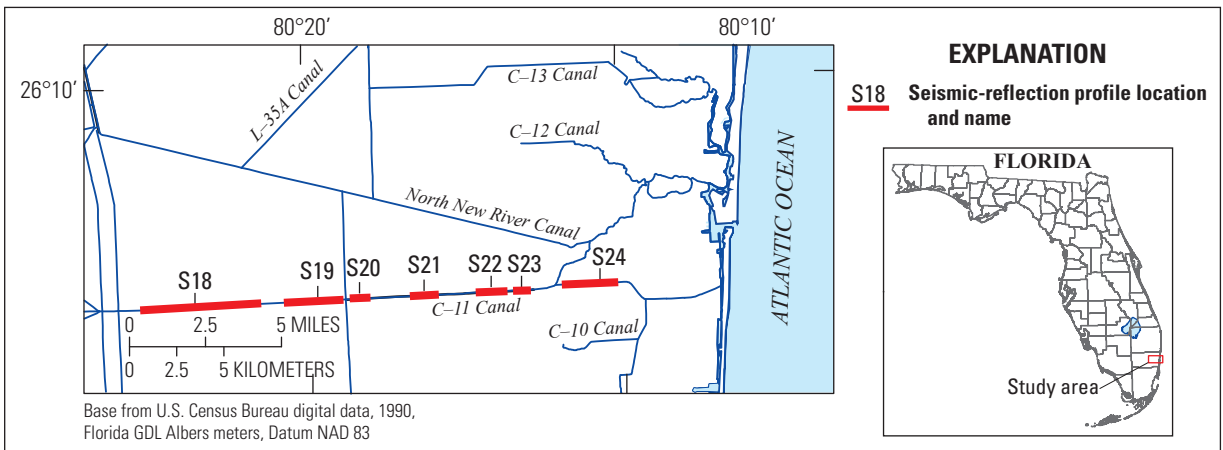 80°20′
80°10′
26°10′
L–35A Canal
C–13 Canal
C–12 Canal
North New River Canal
ATLANTIC OCEAN
S18
S19
S20
S21
S22
S23
S24
C–11 Canal
C–10 Canal
0 2.5 5 MILES
0 2.5 5 KILOMETERS
Base from U.S. Census Bureau digital data, 1990,
Florida GDL Albers meters, Datum NAD 83
EXPLANATION
S18 Seismic-reflection profile location
and name
FLORIDA
Study area